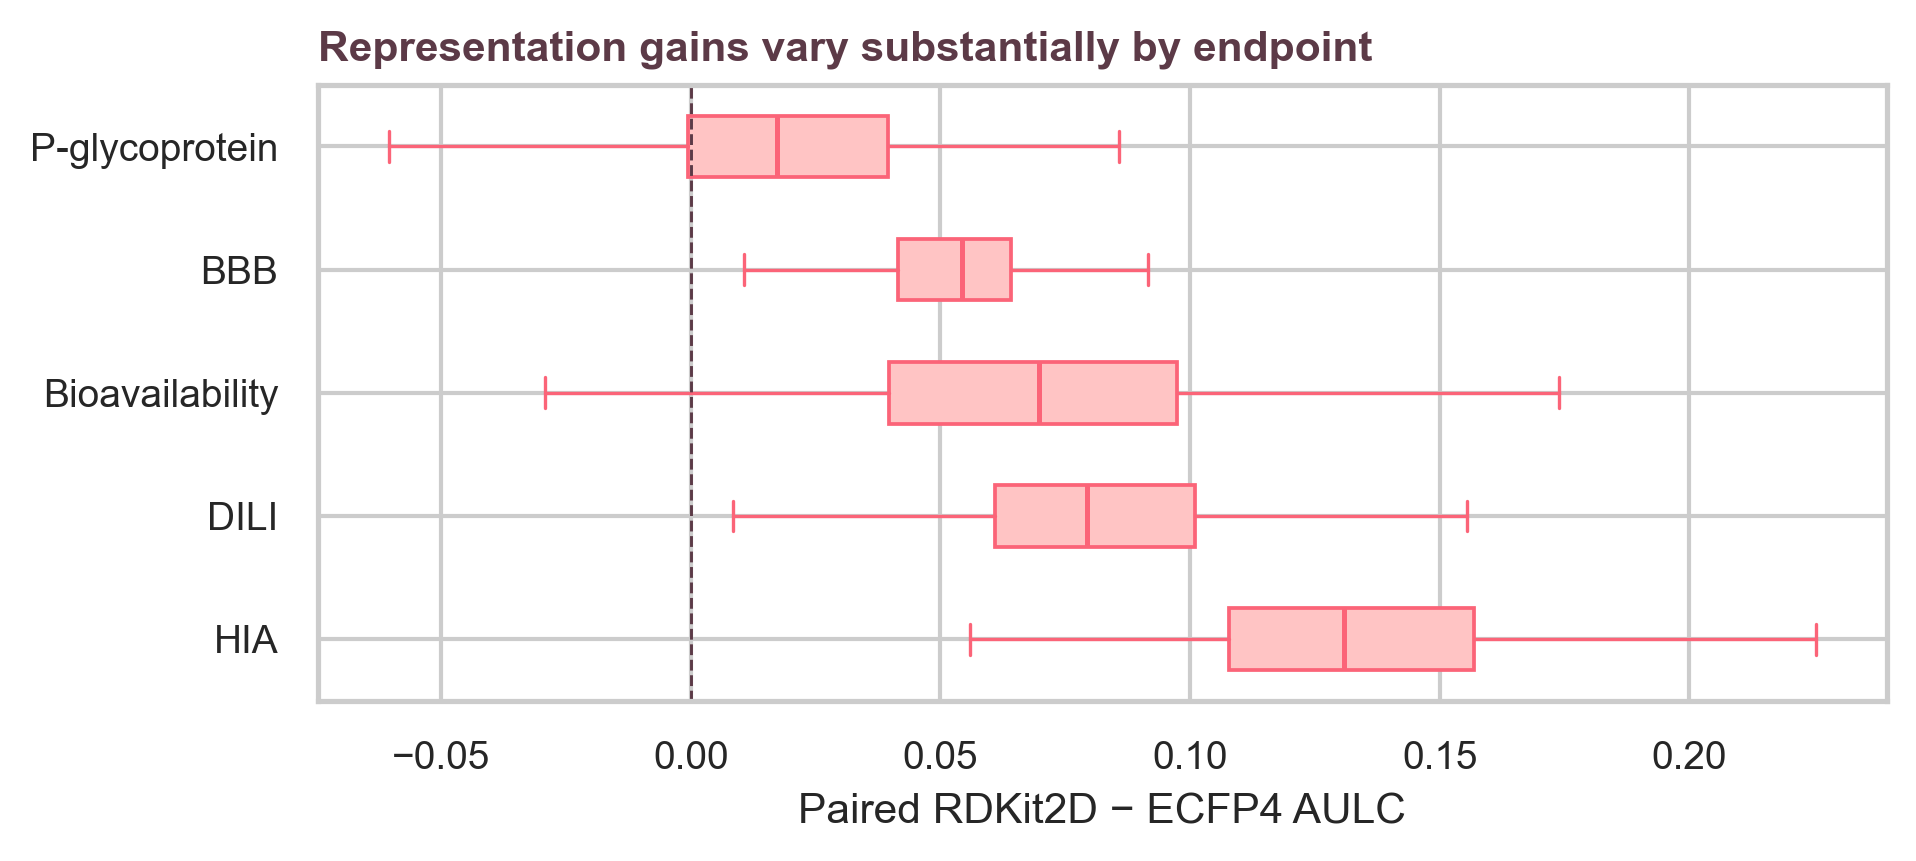 Representation gains vary substantially by endpoint
P-glycoprotein
BBB
Bioavailability
DILI
HIA
−0.05 0.00 0.05 0.10 0.15 0.20
Paired RDKit2D − ECFP4 AULC